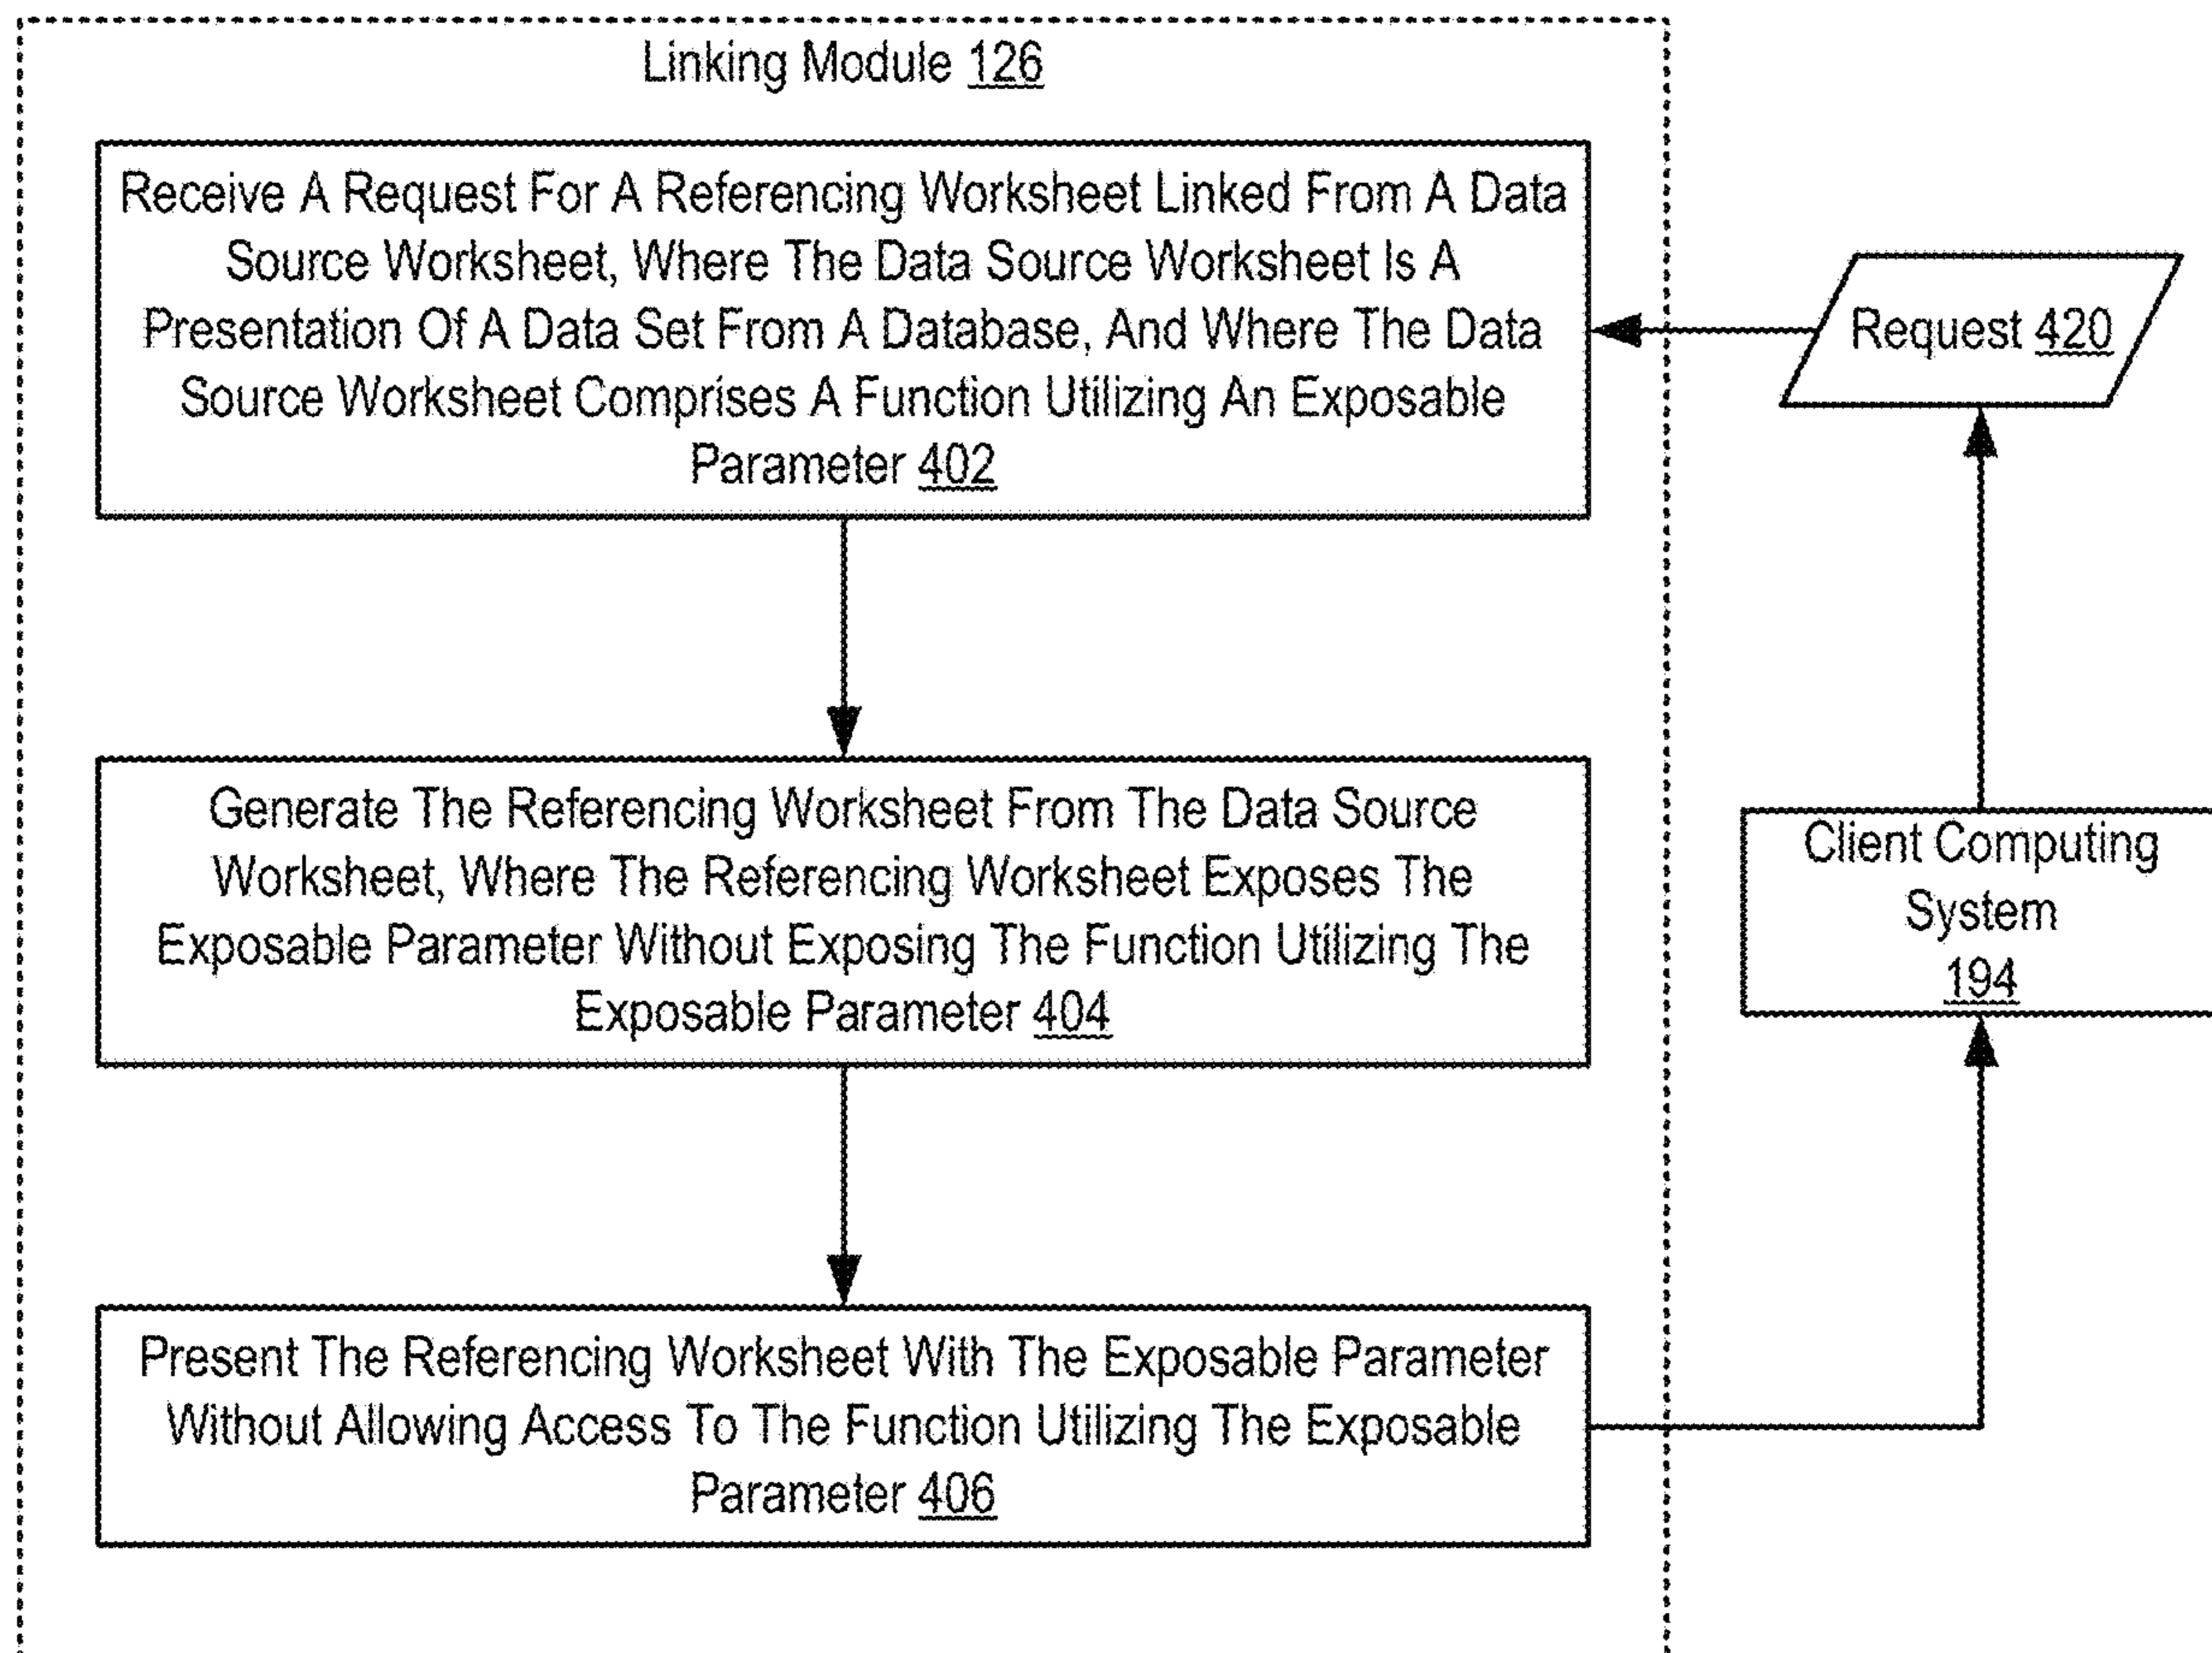 Linking Module 126
Receive A Request For A Referencing Worksheet Linked From A Data
Source Worksheet, Where The Data Source Worksheet Is A
Presentation Of A Data Set From A Database, And Where The Data
Source Worksheet Comprises A Function Utilizing An Exposable
Parameter 402
Request 420
Generate The Referencing Worksheet From The Data Source
Worksheet, Where The Referencing Worksheet Exposes The
Exposable Parameter Without Exposing The Function Utilizing The
Exposable Parameter 404
Client Computing
System
194
Present The Referencing Worksheet With The Exposable Parameter
Without Allowing Access To The Function Utilizing The Exposable
Parameter 406